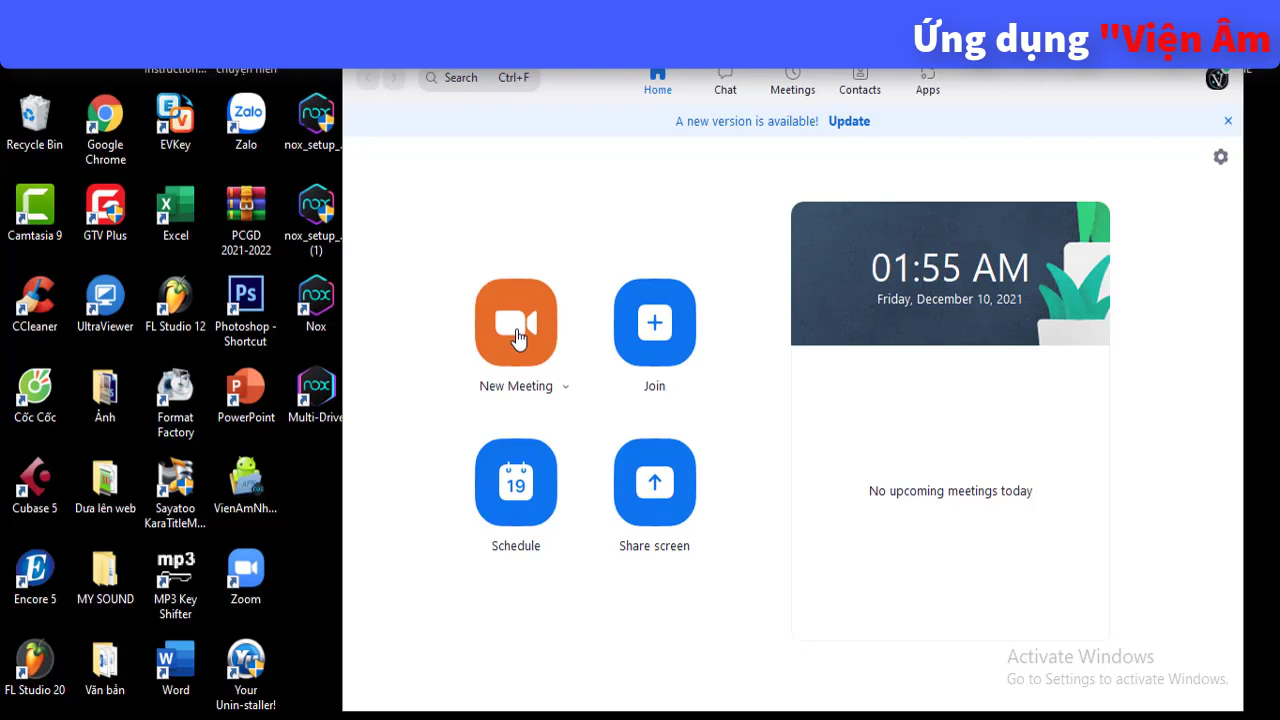 Ứng dụng "Viện Âm
chuyện hiền
Recycle Bin
Google
Chrome
EVKey
Zalo
nox_setup_...
Camtasia 9
GTV Plus
Excel
PCGD
2021-2022
nox_setup_...
(1)
CCleaner
UltraViewer
FL Studio 12
Photoshop -
Shortcut
Nox
Cốc Cốc
Ảnh
Format
Factory
PowerPoint
Multi-Drive
Cubase 5
Dưa lên web
Sayatoo
KaraTitleM...
VienAmNh...
Encore 5
MY SOUND
mp3
MP3 Key
Shifter
Zoom
FL Studio 20
Văn bản
Word
Your
Unin-staller!
Search Ctrl+F
Home
Chat
Meetings
Contacts
Apps
A new version is available! Update
New Meeting
Join
19
Schedule
Share screen
01:55 AM
Friday, December 10, 2021
No upcoming meetings today
Activate Windows
Go to Settings to activate Windows.